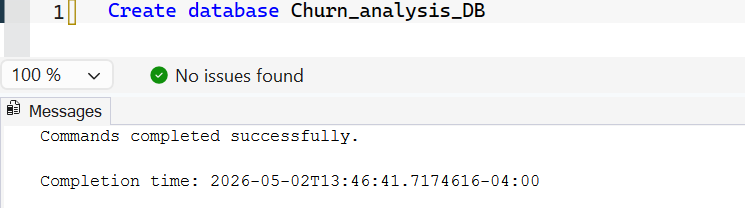 1 Create database Churn_analysis_DB
100 % No issues found
Messages
Commands completed successfully.
Completion time: 2026-05-02T13:46:41.7174616-04:00